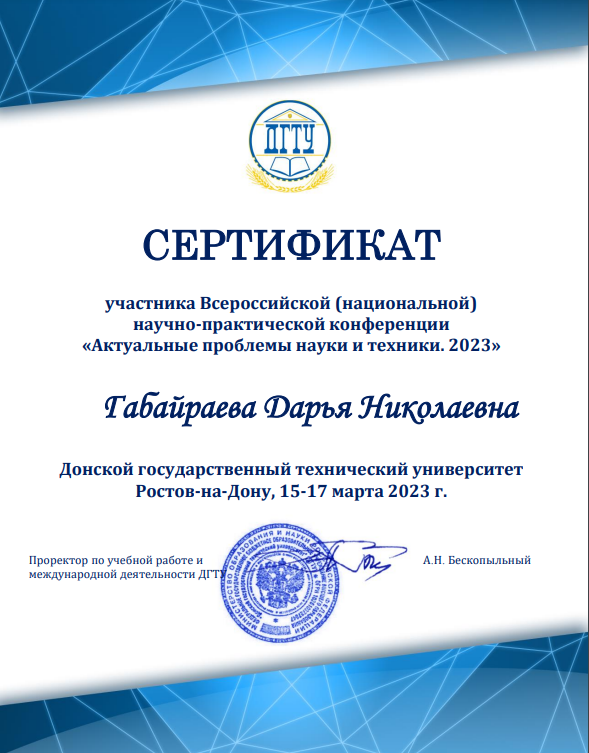 ДГТУ
СЕРТИФИКАТ
участника Всероссийской (национальной)
научно-практической конференции
«Актуальные проблемы науки и техники. 2023»
Габайраева Дарья Николаевна
Донской государственный технический университет
Ростов-на-Дону, 15-17 марта 2023 г.
Проректор по учебной работе и
международной деятельности ДГТУ
А.Н. Бескопыльный